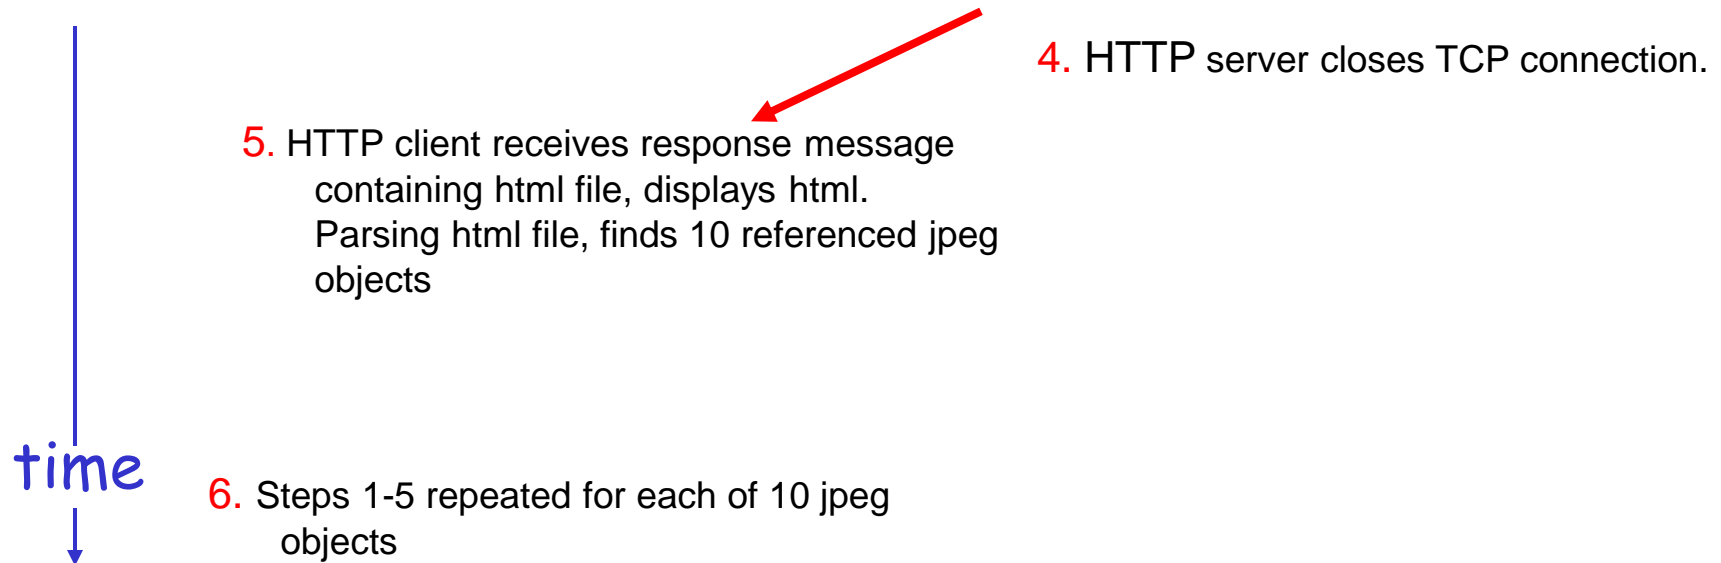 4. HTTP server closes TCP connection.
5. HTTP client receives response message
containing html file, displays html.
Parsing html file, finds 10 referenced jpeg
objects
time
6. Steps 1-5 repeated for each of 10 jpeg
objects